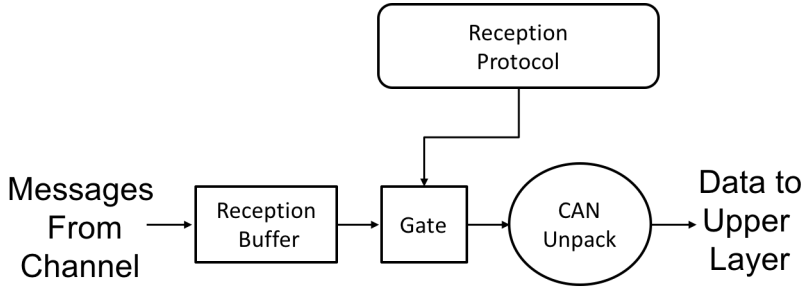 Reception
Protocol
Messages
From
Channel
Reception
Buffer
Gate
CAN
Unpack
Data to
Upper
Layer